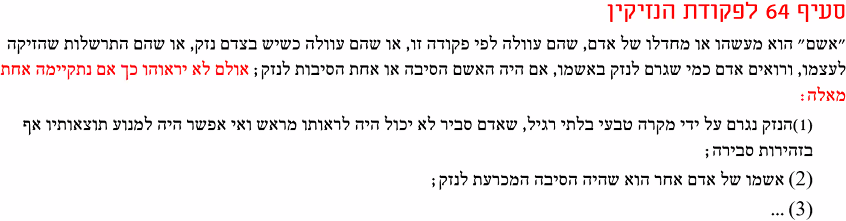 סעיף 64 לפקודת הנזיקין
"אשם" הוא מעשהו או מחדלו של אדם, שהם עוולה לפי פקודה זו, או שהם עוולה כשיש בצדם נזק, או שהם התרשלות שהזיקה
לעצמו, ורואים אדם כמי שגרם לנזק באשמו, אם היה האשם הסיבה או אחת הסיבות לנזק; אולם לא יראוהו כך אם נתקיימה אחת
מאלה:
(1)הנזק נגרם על ידי מקרה טבעי בלתי רגיל, שאדם סביר לא יכול היה לראותו מראש ואי אפשר היה למנוע תוצאותיו אף
בזהירות סבירה;
(2) אשמו של אדם אחר הוא שהיה הסיבה המכרעת לנזק;
(3) ...